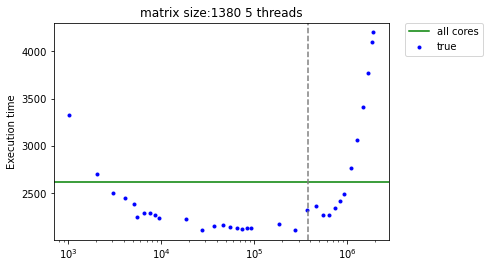 matrix size:1380 5 threads
all cores
true
4000
3500
3000
2500
Execution time
10³ 10⁴ 10⁵ 10⁶